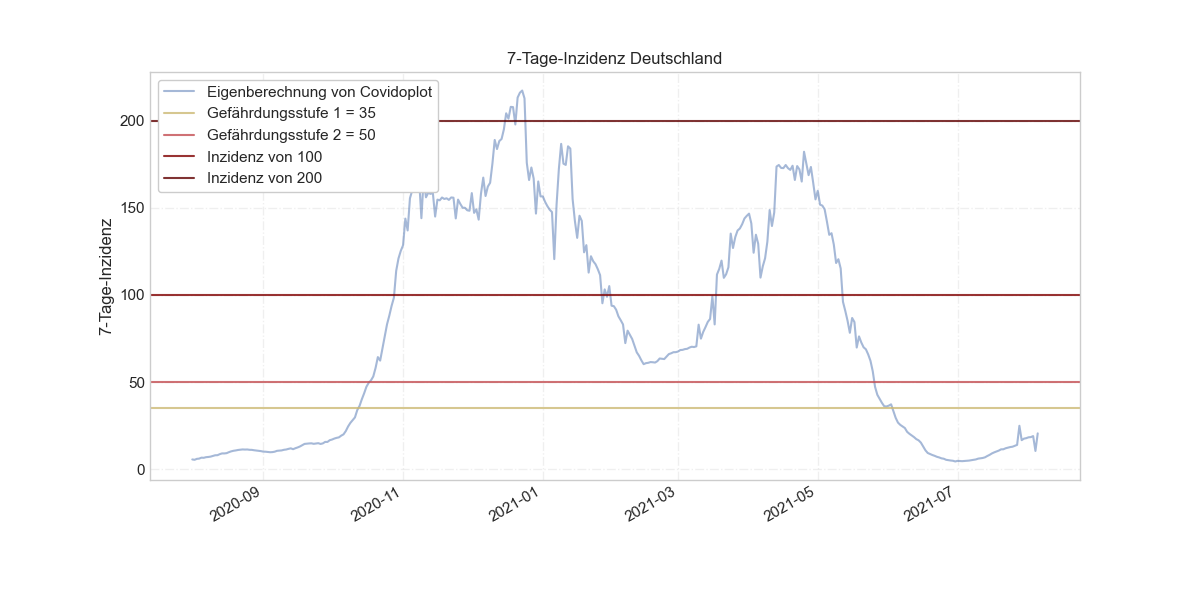 7-Tage-Inzidenz Deutschland
Eigenberechnung von Covidoplot
Gefährdungsstufe 1 = 35
Gefährdungsstufe 2 = 50
Inzidenz von 100
Inzidenz von 200
7-Tage-Inzidenz
200
150
100
50
0
2020-09
2020-11
2021-01
2021-03
2021-05
2021-07